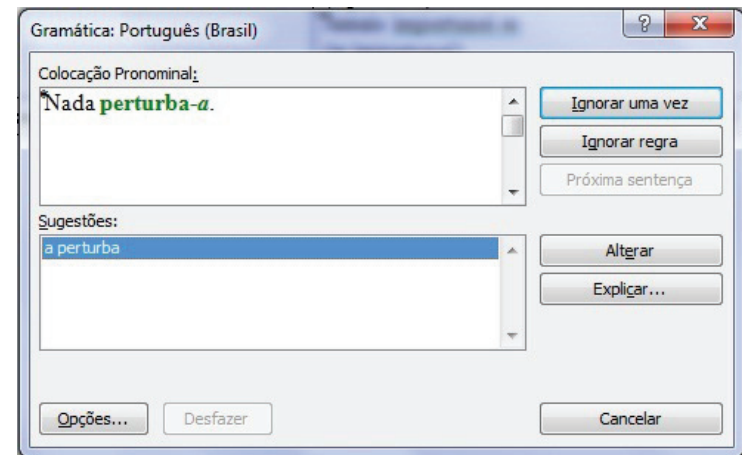 Gramática: Português (Brasil)
Colocação Pronominal:
*Nada perturba-a.
Ignorar uma vez
Ignorar regra
Próxima sentença
Sugestões:
a perturba
Alterar
Explicar...
Opções...
Desfazer
Cancelar